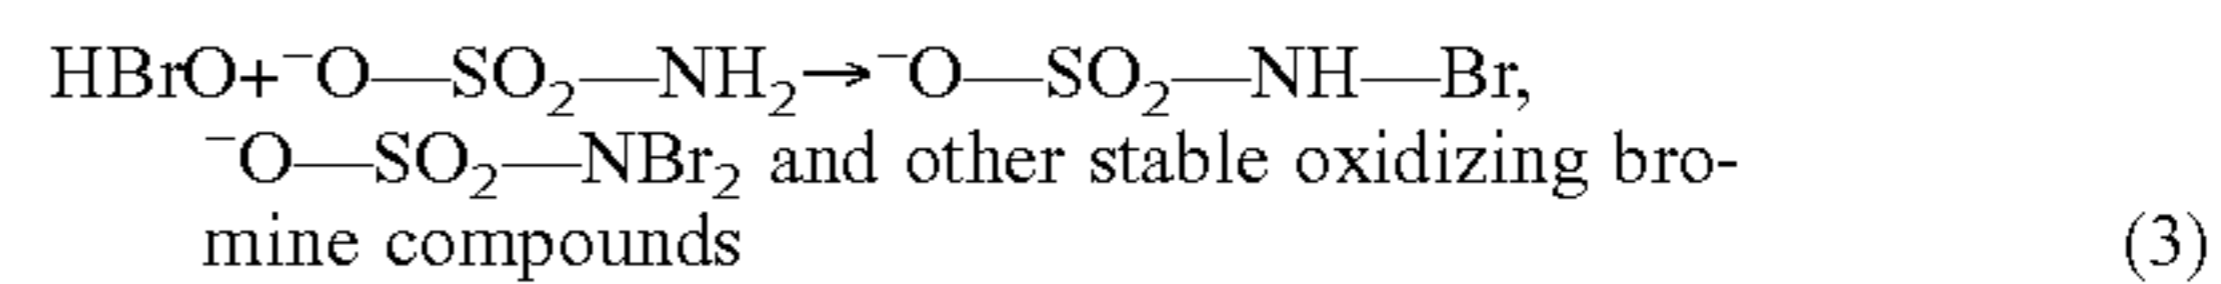 HBrO+⁻O—SO₂—NH₂→⁻O—SO₂—NH—Br,
⁻O—SO₂—NBr₂ and other stable oxidizing bro-
mine compounds (3)